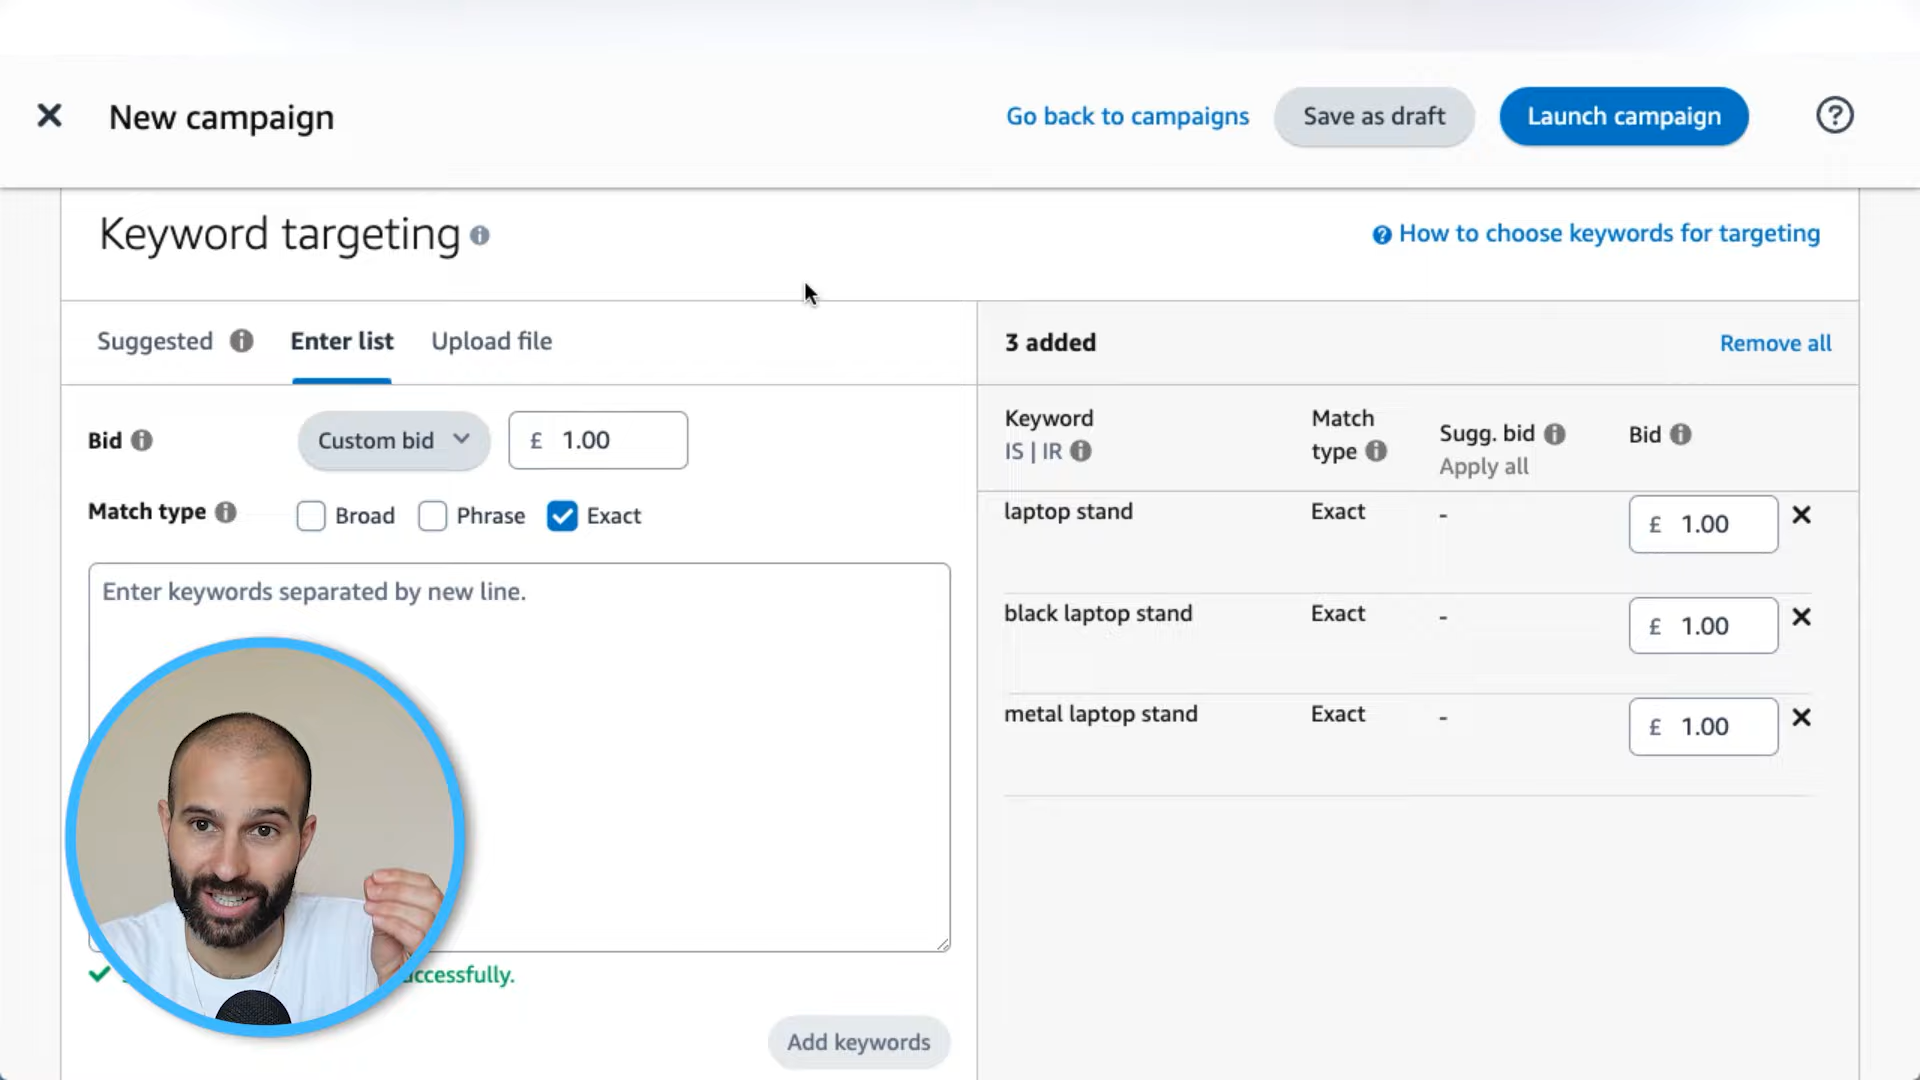 New campaign
Go back to campaigns
Save as draft
Launch campaign
Keyword targeting
How to choose keywords for targeting
Suggested
Enter list
Upload file
3 added
Remove all
Bid
Custom bid
£ 1.00
Match type
Broad
Phrase
Exact
Enter keywords separated by new line.
successfully.
Add keywords
Keyword
IS | IR
Match
type
Sugg. bid
Apply all
Bid
laptop stand
Exact
-
£ 1.00
black laptop stand
Exact
-
£ 1.00
metal laptop stand
Exact
-
£ 1.00